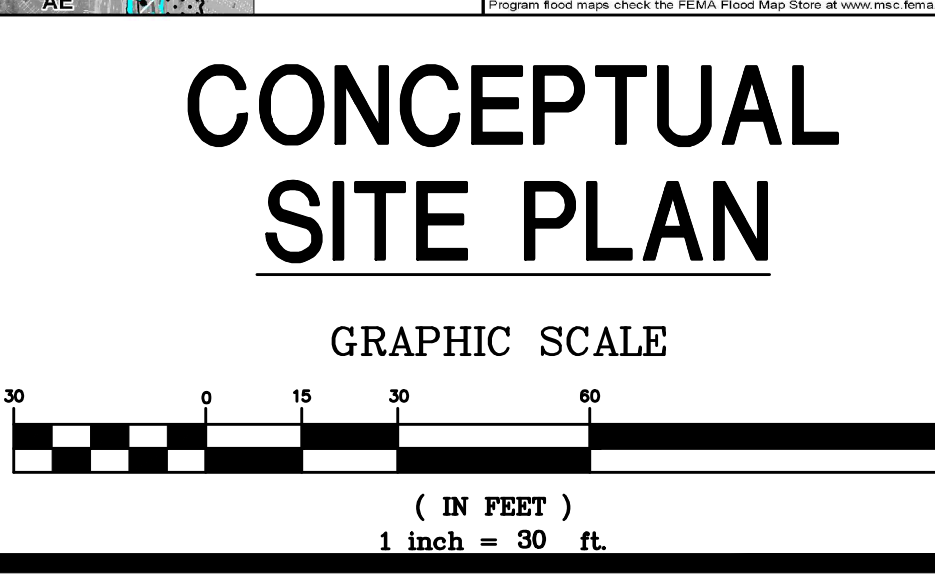 AE
Program flood maps check the FEMA Flood Map Store at www.msc.fema
CONCEPTUAL
SITE PLAN
GRAPHIC SCALE
30 0 15 30 60
( IN FEET )
1 inch = 30 ft.